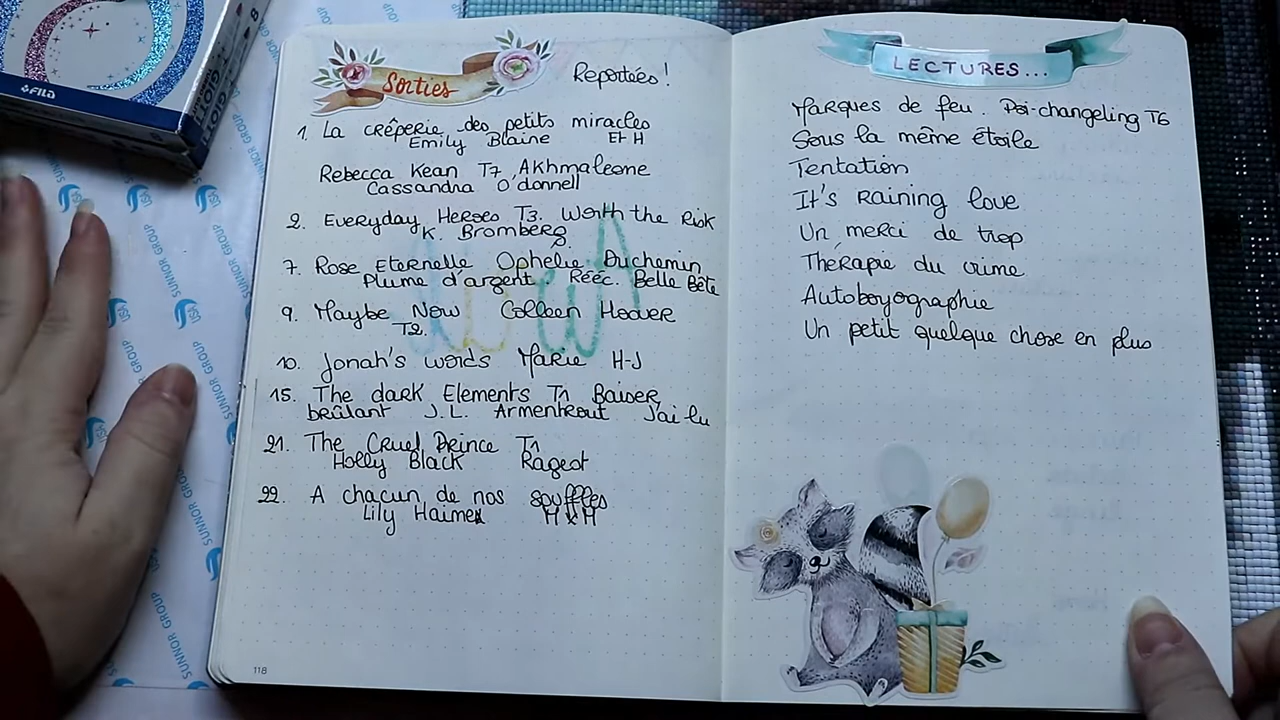 Sorties
Reportées !
1. La crêperie des petits miracles
Emily Blaine Et H
Rebecca Kean T7, Akhmaleone
Cassandra O'donnell
2. Everyday Heroes T3. Worth the Risk
K. Bromberg
7. Rose Eternelle Ophelie Duchemin
Plume d'argent. Rééc. Belle Bête
9. Maybe Now Colleen Hoover
T2.
10. Jonah's words Marie H-J
15. The dark Elements T1 Baiser
brûlant J.L. Armentrout J'ai lu
21. The Cruel Prince T1
Holly Black Rageot
22. A chacun de nos souffles
Lily Haime HxH
118
LECTURES...
Marques de feu. Psi-changeling T6
Sous la même étoile
Tentation
It's Raining love
Un merci de trop
Thérapie du crime
Autoboyographie
Un petit quelque chose en plus
FILA
GIOTTO
SUNNOR GROUP